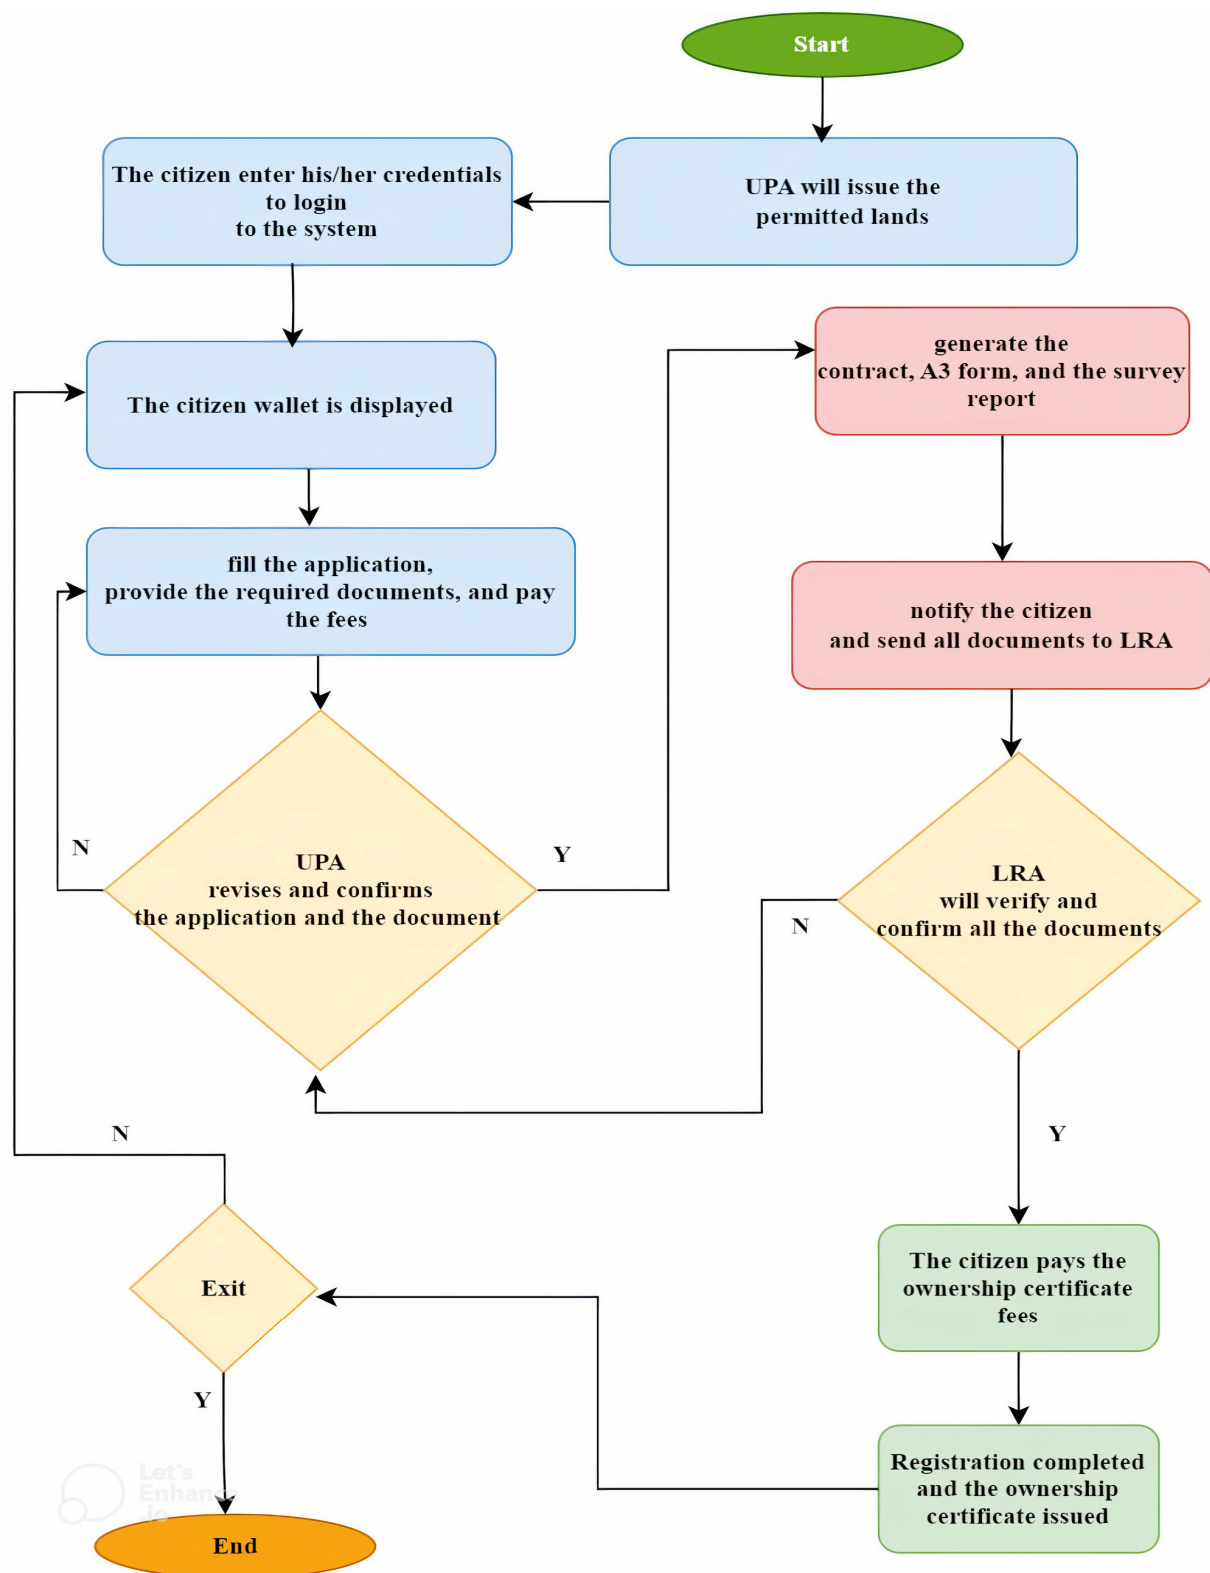 Start
UPA will issue the
permitted lands
The citizen enter his/her credentials
to login
to the system
The citizen wallet is displayed
fill the application,
provide the required documents, and pay
the fees
UPA
revises and confirms
the application and the document
N
Y
generate the
contract, A3 form, and the survey
report
notify the citizen
and send all documents to LRA
LRA
will verify and
confirm all the documents
N
Y
The citizen pays the
ownership certificate
fees
Registration completed
and the ownership
certificate issued
Exit
N
Y
End
Let's
Enhance
.io